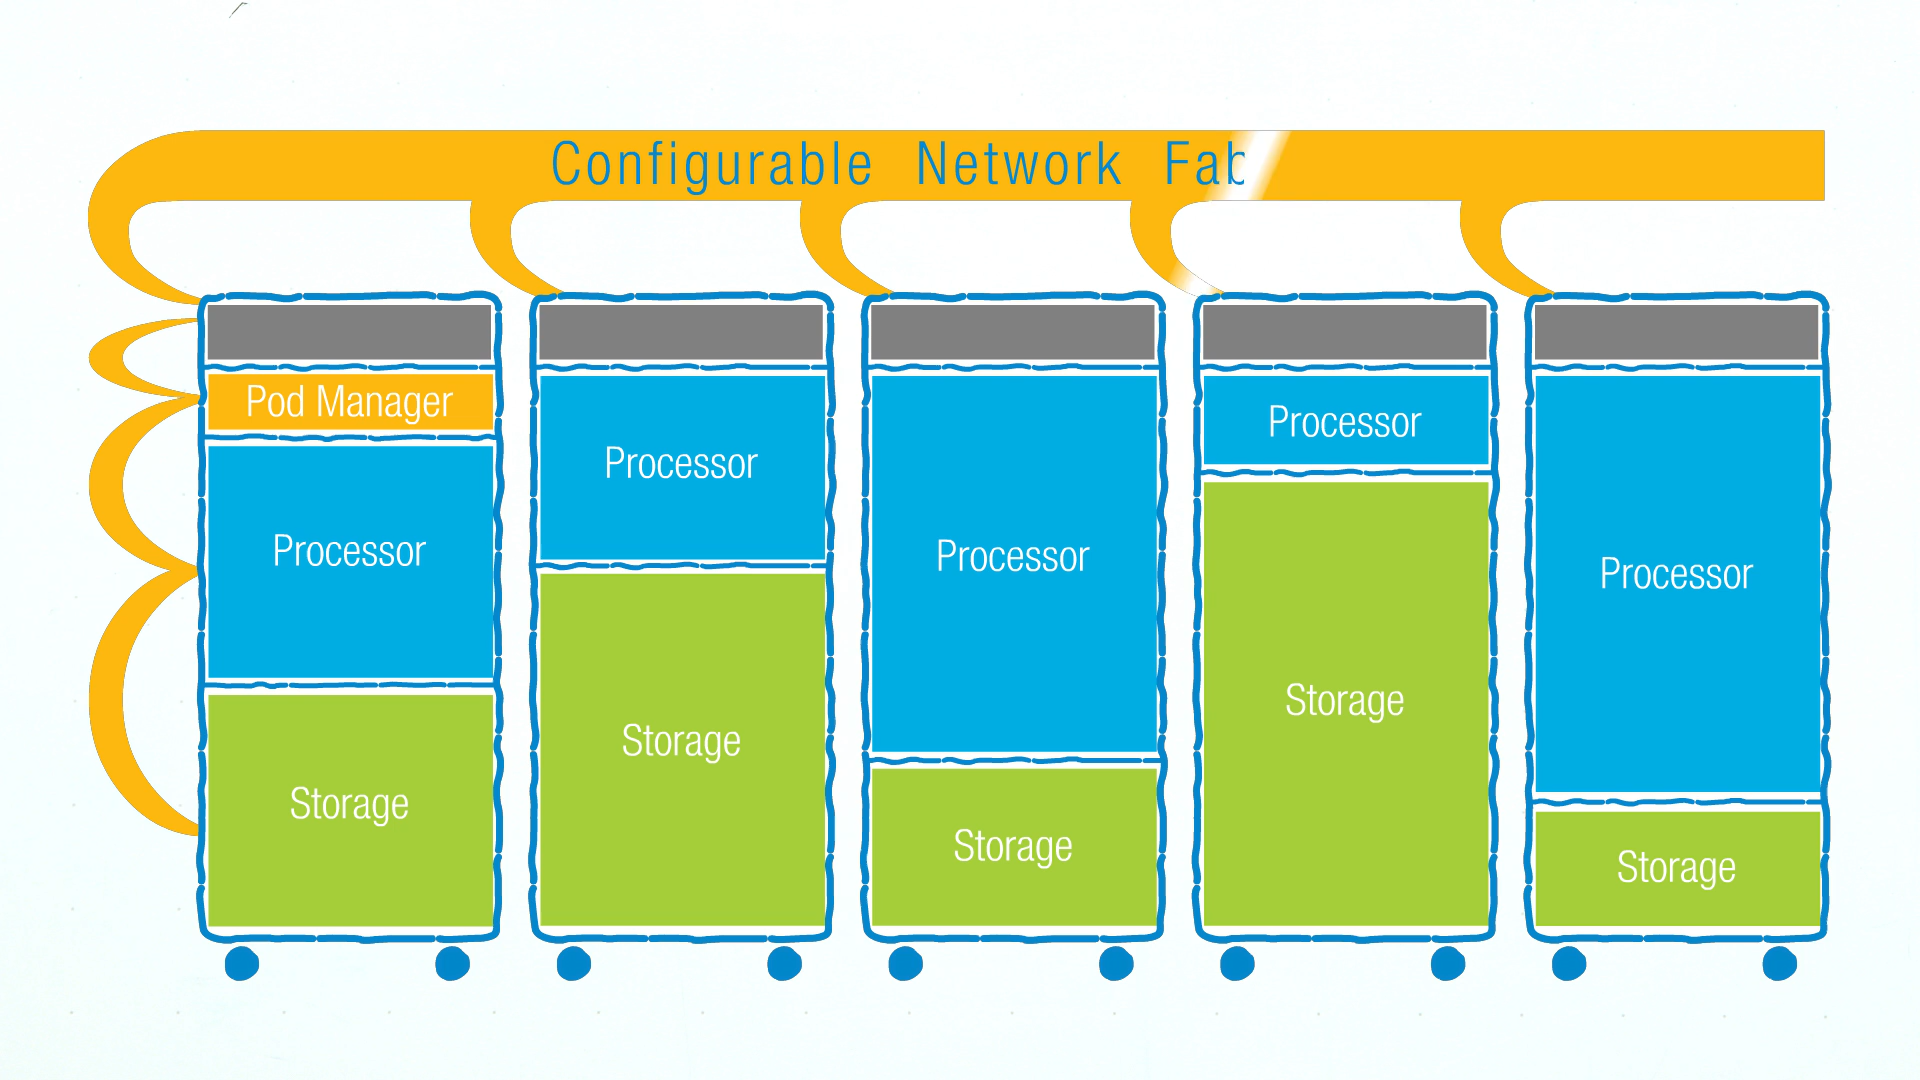 Configurable Network Fab
Pod Manager
Processor
Storage
Processor
Storage
Processor
Storage
Processor
Storage
Processor
Storage